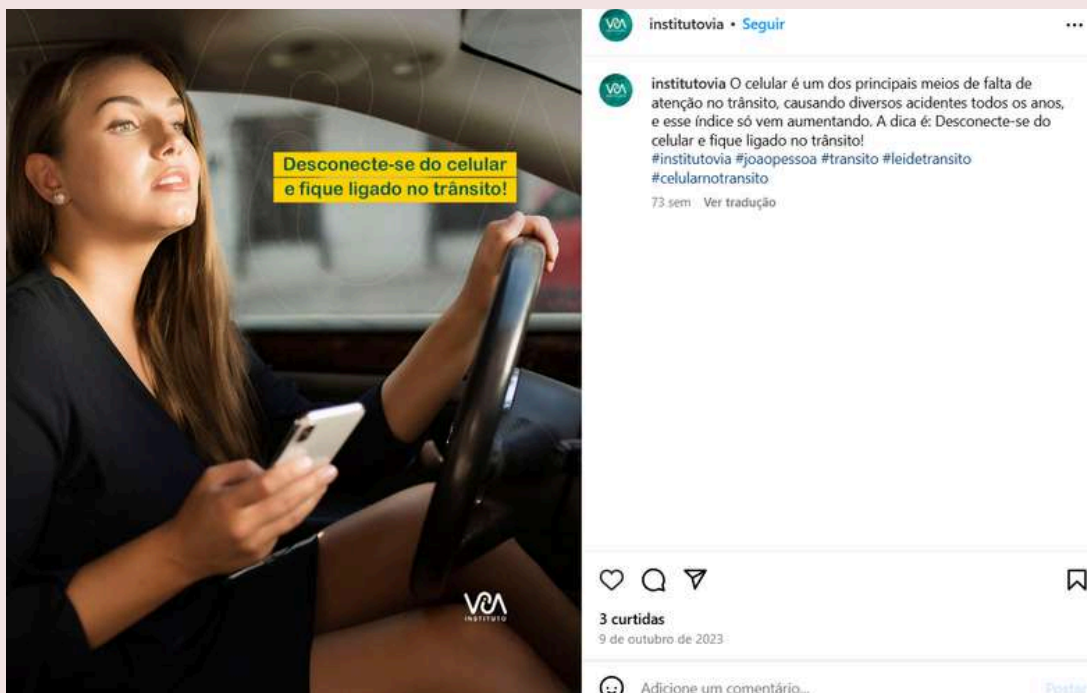 Desconecte-se do celular
e fique ligado no trânsito!
VIA
INSTITUTO
institutovia • Seguir
institutovia O celular é um dos principais meios de falta de
atenção no trânsito, causando diversos acidentes todos os anos,
e esse índice só vem aumentando. A dica é: Desconecte-se do
celular e fique ligado no trânsito!
#institutovia #joaopessoa #transito #leidetransito
#celularnotransito
73 sem Ver tradução
3 curtidas
9 de outubro de 2023
Adicione um comentário...
Postar